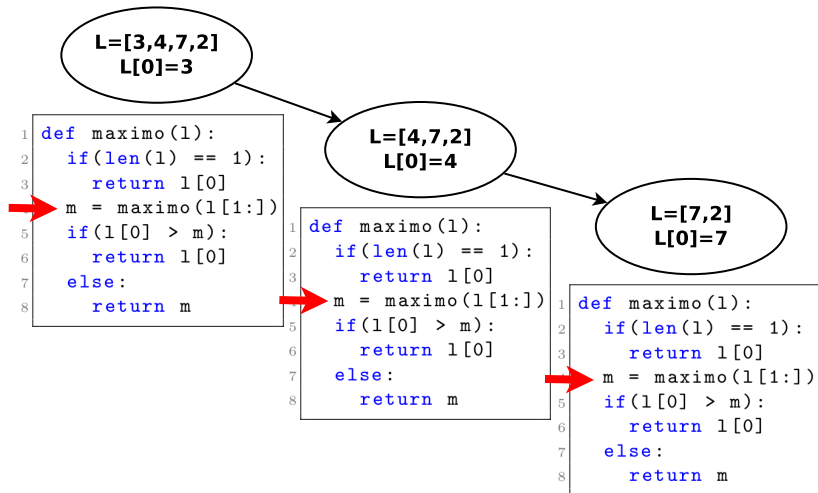 L=[3,4,7,2]
L[0]=3
1 def maximo(l):
2 if(len(l) == 1):
3 return l[0]
m = maximo(l[1:])
5 if(l[0] > m):
6 return l[0]
7 else:
8 return m
L=[4,7,2]
L[0]=4
1 def maximo(l):
2 if(len(l) == 1):
3 return l[0]
m = maximo(l[1:])
5 if(l[0] > m):
6 return l[0]
7 else:
8 return m
L=[7,2]
L[0]=7
1 def maximo(l):
2 if(len(l) == 1):
3 return l[0]
m = maximo(l[1:])
5 if(l[0] > m):
6 return l[0]
7 else:
8 return m